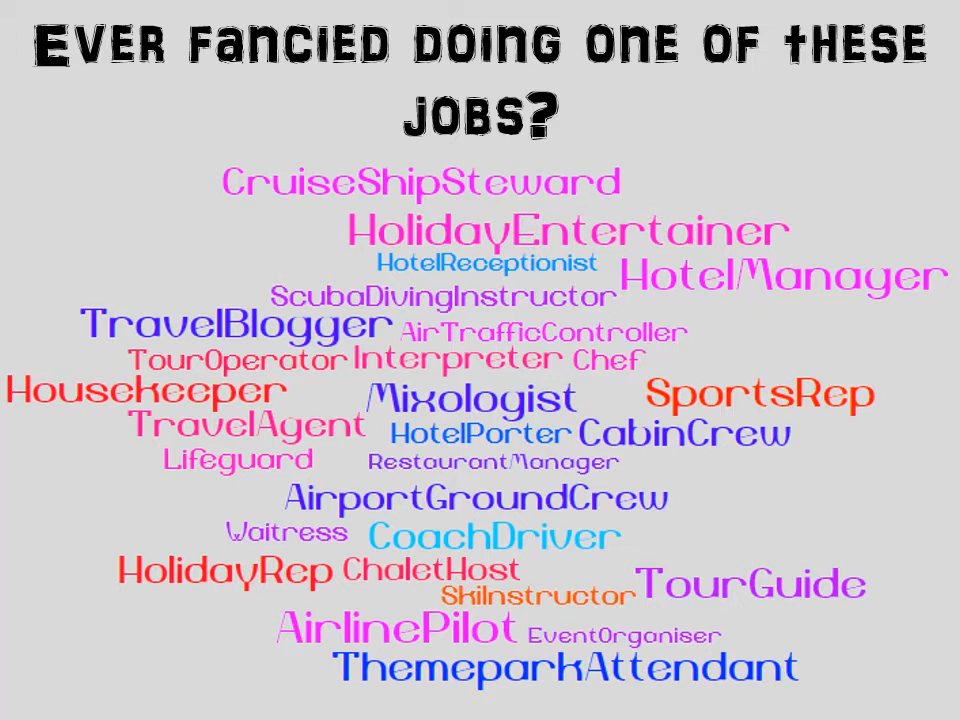 Ever fancied doing one of these
jobs?
CruiseShipSteward
HolidayEntertainer
HotelReceptionist HotelManager
ScubaDivingInstructor
TravelBlogger AirTrafficController
TourOperator Interpreter Chef
Housekeeper Mixologist SportsRep
TravelAgent HotelPorter CabinCrew
Lifeguard RestaurantManager
AirportGroundCrew
Waitress CoachDriver
HolidayRep ChaletHost
SkiInstructor TourGuide
AirlinePilot EventOrganiser
ThemeparkAttendant